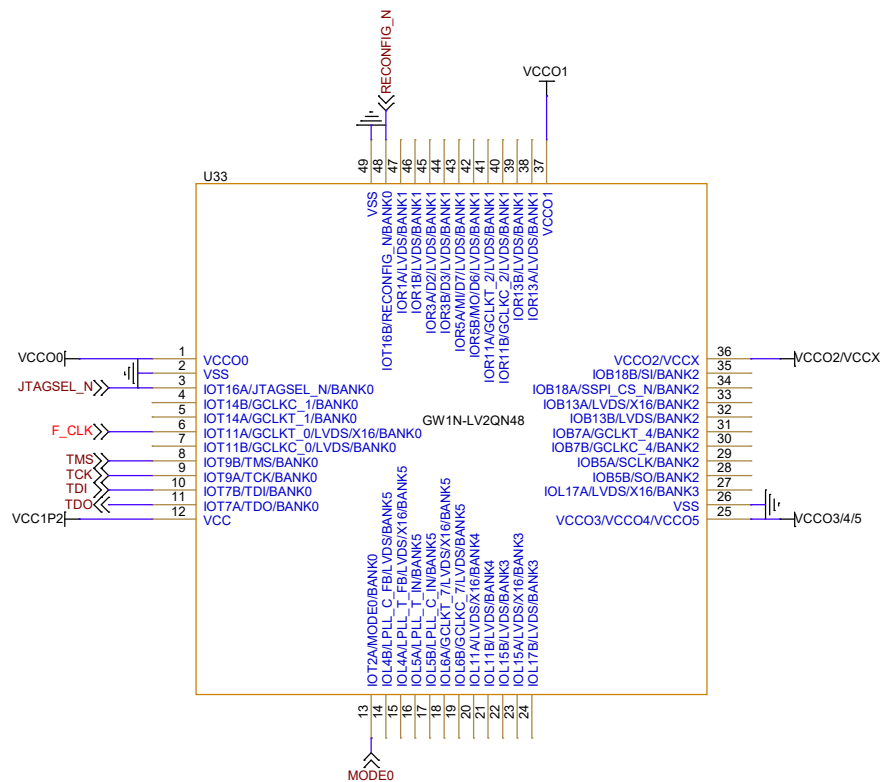 RECONFIG_N
VCCO1
49
48
47
46
45
44
43
42
41
40
39
38
37
U33
VSS
IOT16B/RECONFIG_N/BANK0
IOR1A/LVDS/BANK1
IOR1B/LVDS/BANK1
IOR3A/D2/LVDS/BANK1
IOR3B/D3/LVDS/BANK1
IOR5A/MI/D7/LVDS/BANK1
IOR5B/MO/D6/LVDS/BANK1
IOR11A/GCLKT_2/LVDS/BANK1
IOR11B/GCLKC_2/LVDS/BANK1
IOR13B/LVDS/BANK1
IOR13A/LVDS/BANK1
VCCO1
VCCO0 1 VCCO0
2 VSS
JTAGSEL_N 3 IOT16A/JTAGSEL_N/BANK0
4 IOT14B/GCLKC_1/BANK0
5 IOT14A/GCLKT_1/BANK0
F_CLK 6 IOT11A/GCLKT_0/LVDS/X16/BANK0
7 IOT11B/GCLKC_0/LVDS/BANK0
TMS 8 IOT9B/TMS/BANK0
TCK 9 IOT9A/TCK/BANK0
TDI 10 IOT7B/TDI/BANK0
TDO 11 IOT7A/TDO/BANK0
VCC1P2 12 VCC
GW1N-LV2QN48
VCCO2/VCCX 36 VCCO2/VCCX
IOB18B/SI/BANK2 35
IOB18A/SSPI_CS_N/BANK2 34
IOB13A/LVDS/X16/BANK2 33
IOB13B/LVDS/BANK2 32
IOB7A/GCLKT_4/BANK2 31
IOB7B/GCLKC_4/BANK2 30
IOB5A/SCLK/BANK2 29
IOB5B/SO/BANK2 28
IOL17A/LVDS/X16/BANK3 27
VSS 26
VCCO3/VCCO4/VCCO5 25 VCCO3/4/5
IOT2A/MODE0/BANK0
IOL4B/LPLL_C_FB/LVDS/BANK5
IOL4A/LPLL_T_FB/LVDS/X16/BANK5
IOL5A/LPLL_T_IN/BANK5
IOL5B/LPLL_C_IN/BANK5
IOL6A/GCLKT_7/LVDS/X16/BANK5
IOL6B/GCLKC_7/LVDS/BANK5
IOL11A/LVDS/X16/BANK4
IOL11B/LVDS/BANK4
IOL15B/LVDS/BANK3
IOL15A/LVDS/X16/BANK3
IOL17B/LVDS/BANK3
13
14
15
16
17
18
19
20
21
22
23
24
MODE0